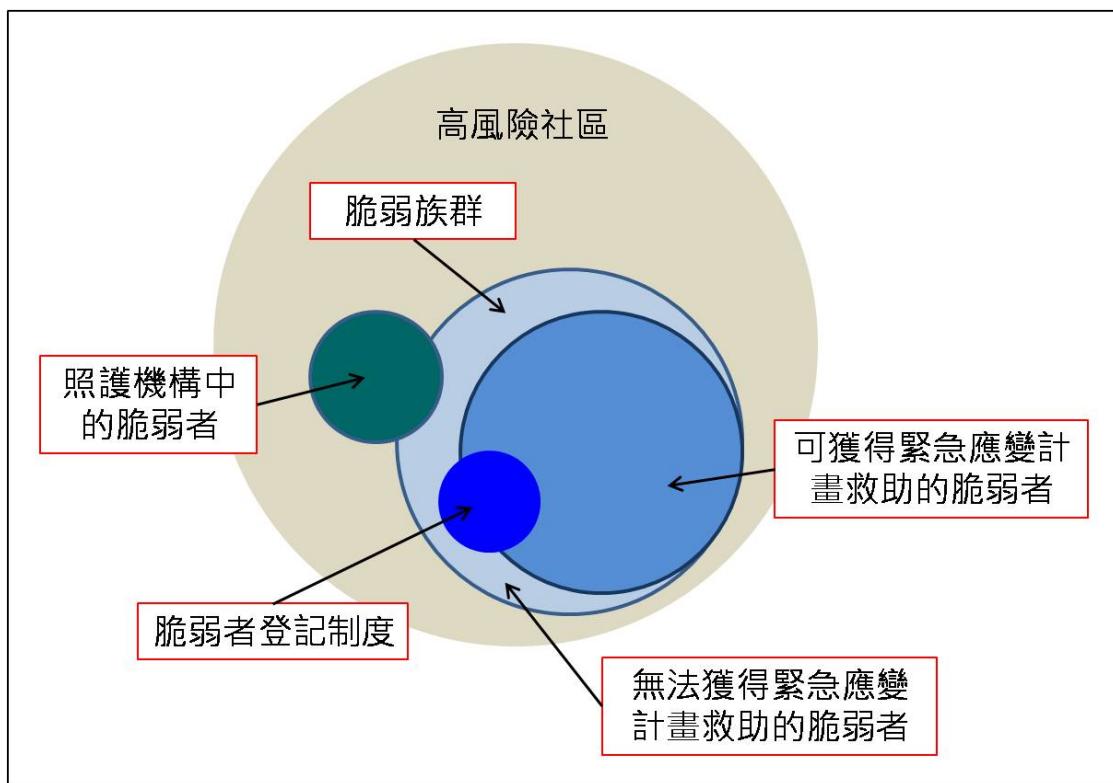 高風險社區
脆弱族群
照護機構中
的脆弱者
可獲得緊急應變計
畫救助的脆弱者
脆弱者登記制度
無法獲得緊急應變
計畫救助的脆弱者